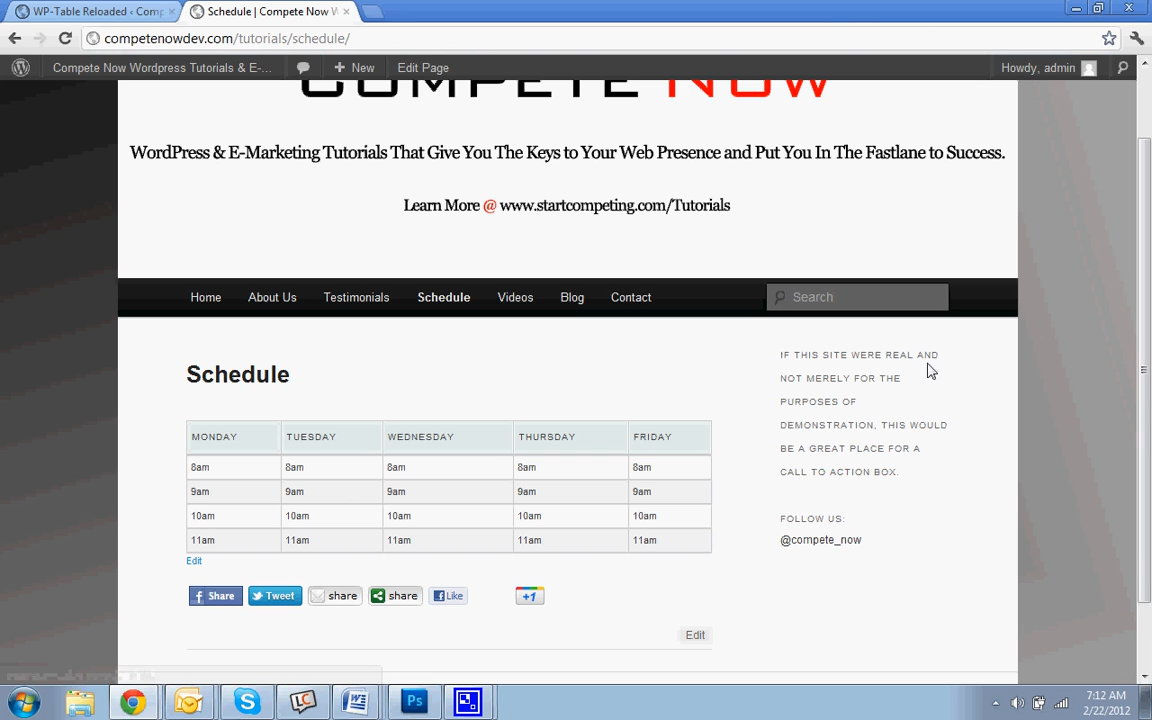 WP-Table Reloaded ‹ Comp
Schedule | Compete Now W
competenowdev.com/tutorials/schedule/
Compete Now Wordpress Tutorials & E-...
New
Edit Page
Howdy, admin
COMPETE NOW
WordPress & E-Marketing Tutorials That Give You The Keys to Your Web Presence and Put You In The Fastlane to Success.
Learn More @ www.startcompeting.com/Tutorials
Home About Us Testimonials Schedule Videos Blog Contact
Search
Schedule
MONDAY TUESDAY WEDNESDAY THURSDAY FRIDAY
8am 8am 8am 8am 8am
9am 9am 9am 9am 9am
10am 10am 10am 10am 10am
11am 11am 11am 11am 11am
Edit
Share Tweet share share Like +1
Edit
IF THIS SITE WERE REAL AND
NOT MERELY FOR THE
PURPOSES OF
DEMONSTRATION, THIS WOULD
BE A GREAT PLACE FOR A
CALL TO ACTION BOX.
FOLLOW US:
@compete_now
7:12 AM
2/22/2012